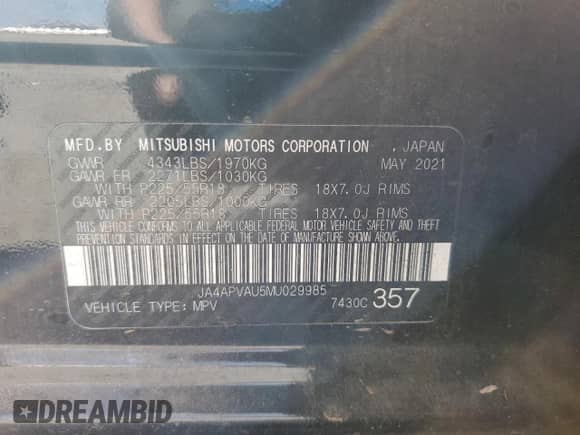 MFD.BY MITSUBISHI MOTORS CORPORATION , JAPAN
GVWR 4343LBS/1970KG MAY 2021
GAWR FR 2271LBS/1030KG
WITH P225/55R18 TIRES 18X7.0J RIMS
GAWR RR 2205LBS/1000KG
WITH P225/55R18 TIRES 18X7.0J RIMS
THIS VEHICLE CONFORMS TO ALL APPLICABLE FEDERAL MOTOR VEHICLE SAFETY AND THEFT
PREVENTION STANDARDS IN EFFECT ON THE DATE OF MANUFACTURE SHOWN ABOVE.
JA4APVAU5MU029985
VEHICLE TYPE: MPV 7430C 357
DREAMBID